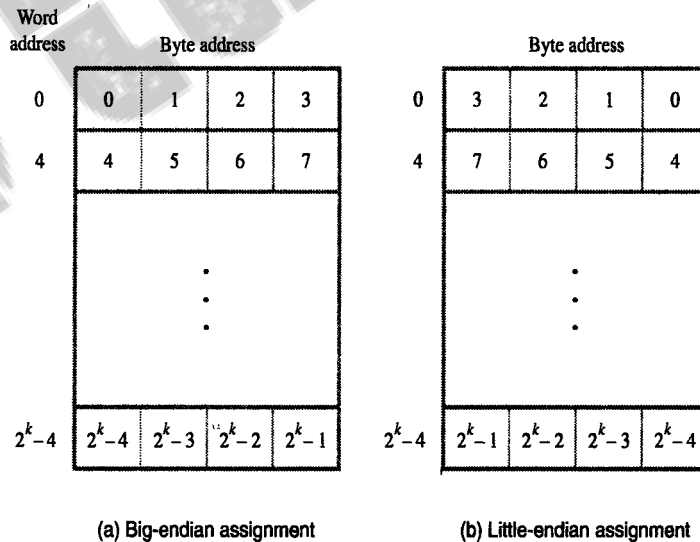 Word
address Byte address Byte address
0 0 1 2 3 0 3 2 1 0
4 4 5 6 7 4 7 6 5 4
2^k-4 2^k-4 2^k-3 2^k-2 2^k-1 2^k-4 2^k-1 2^k-2 2^k-3 2^k-4
(a) Big-endian assignment (b) Little-endian assignment